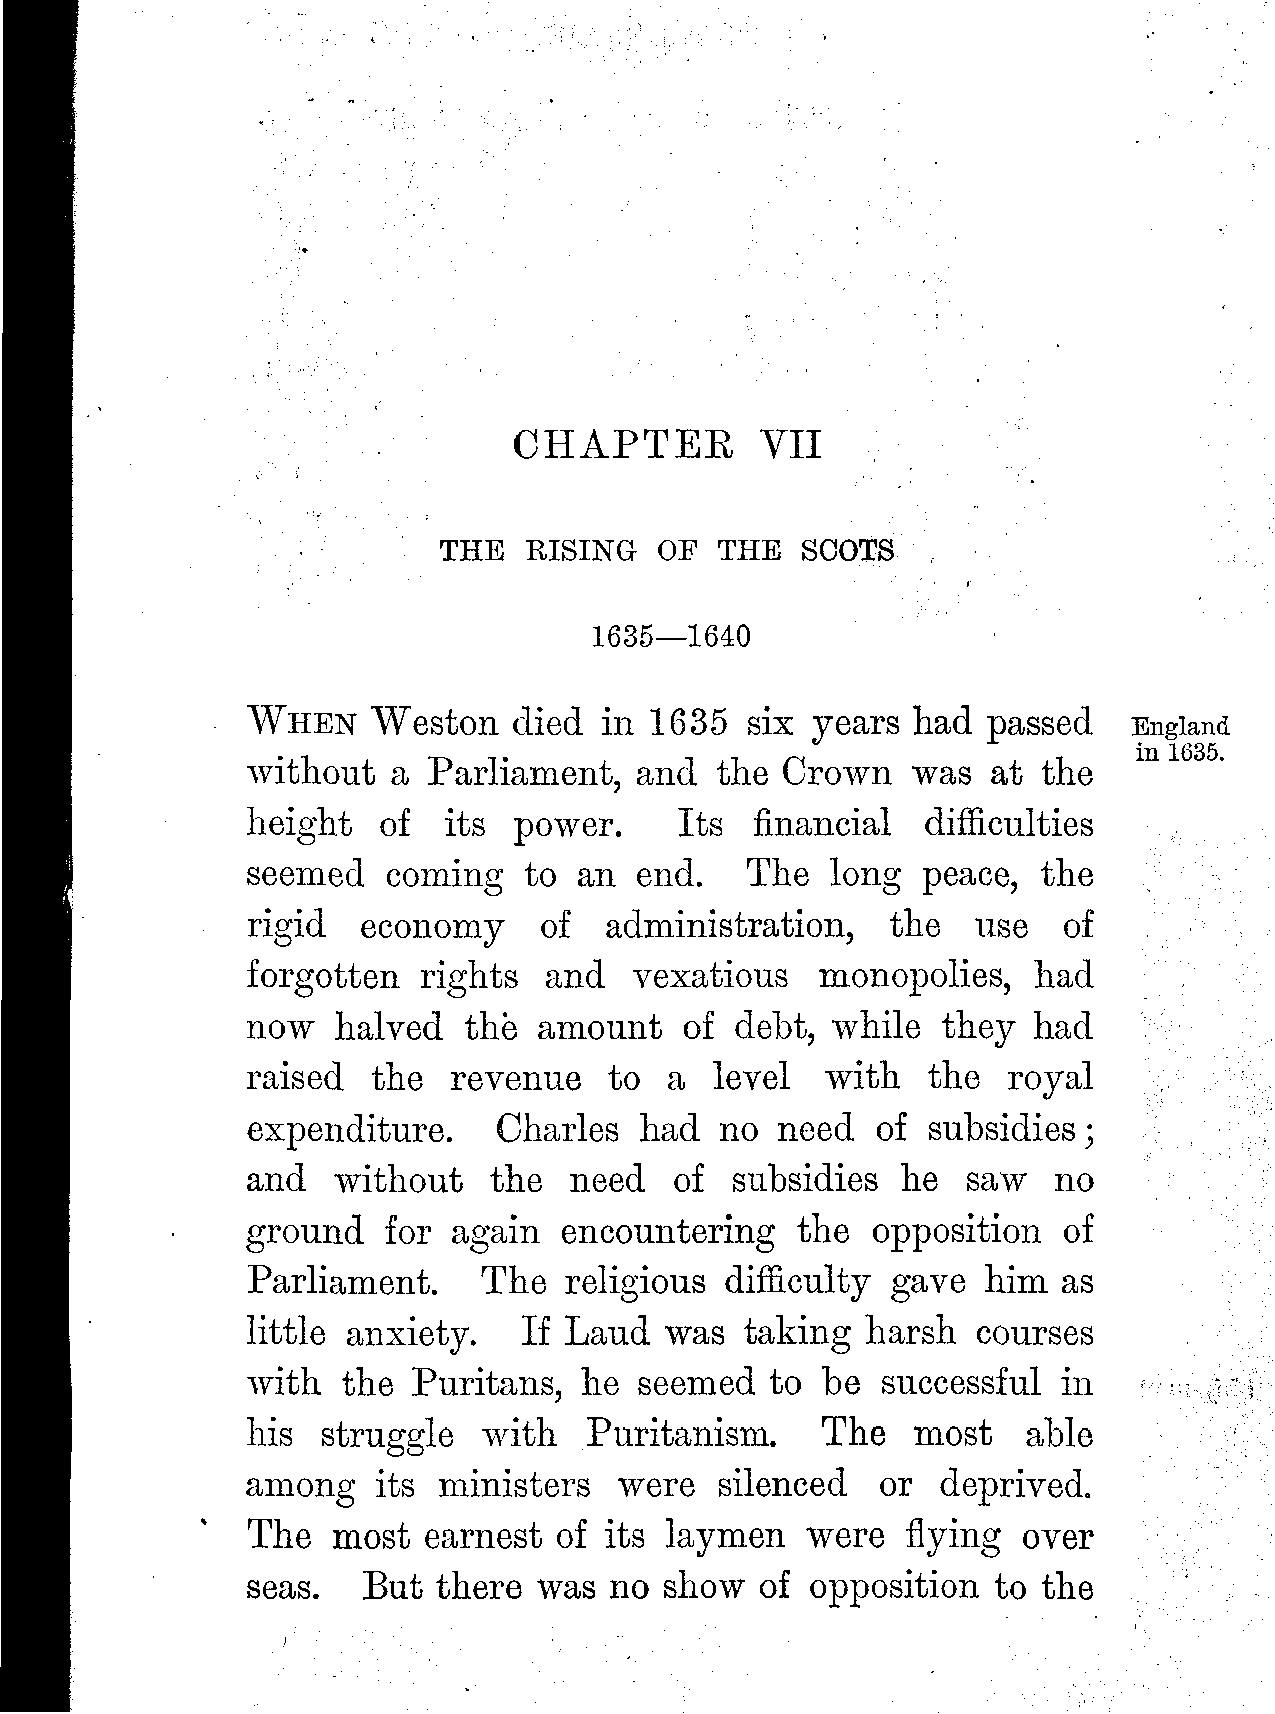 CHAPTER VII
THE RISING OF THE SCOTS
1635—1640
WHEN Weston died in 1635 six years had passed
without a Parliament, and the Crown was at the
height of its power. Its financial difficulties
seemed coming to an end. The long peace, the
rigid economy of administration, the use of
forgotten rights and vexatious monopolies, had
now halved the amount of debt, while they had
raised the revenue to a level with the royal
expenditure. Charles had no need of subsidies;
and without the need of subsidies he saw no
ground for again encountering the opposition of
Parliament. The religious difficulty gave him as
little anxiety. If Laud was taking harsh courses
with the Puritans, he seemed to be successful in
his struggle with Puritanism. The most able
among its ministers were silenced or deprived.
The most earnest of its laymen were flying over
seas. But there was no show of opposition to the
England
in 1635.